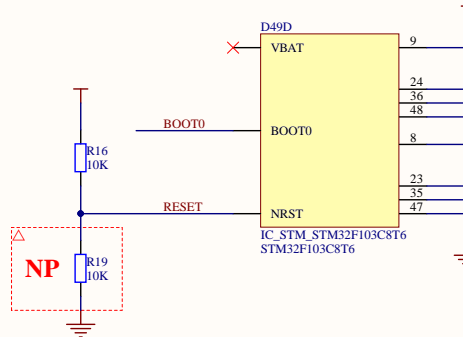 D49D
VBAT
9
24
36
48
BOOT0
BOOT0
8
R16
10K
23
35
RESET
NRST
47
IC_STM_STM32F103C8T6
STM32F103C8T6
NP
R19
10K